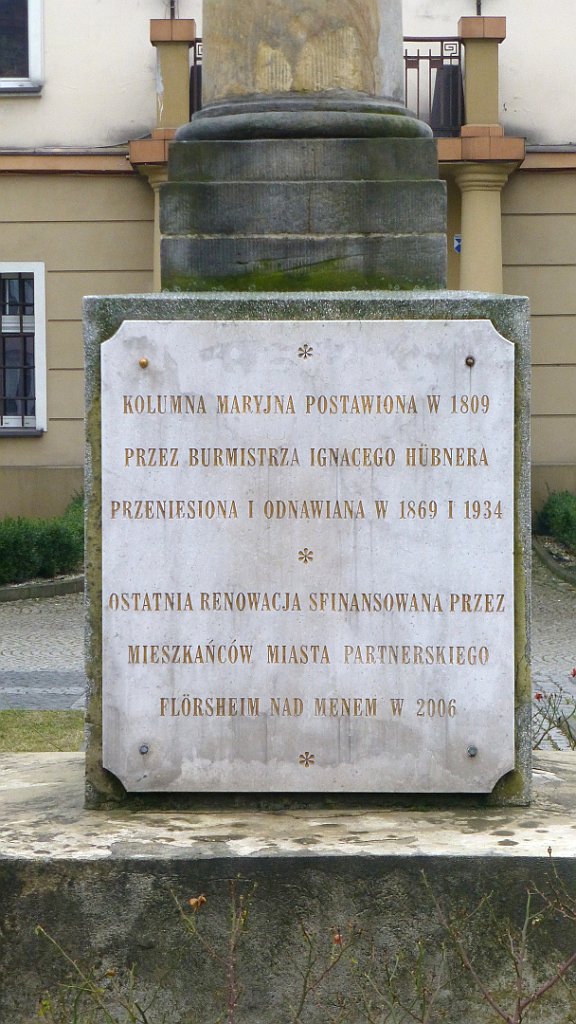 KOLUMNA MARYJNA POSTAWIONA W 1809
PRZEZ BURMISTRZA IGNACEGO HÜBNERA
PRZENIESIONA I ODNAWIANA W 1869 I 1934
OSTATNIA RENOWACJA SFINANSOWANA PRZEZ
MIESZKAŃCÓW MIASTA PARTNERSKIEGO
FLÖRSHEIM NAD MENEM W 2006